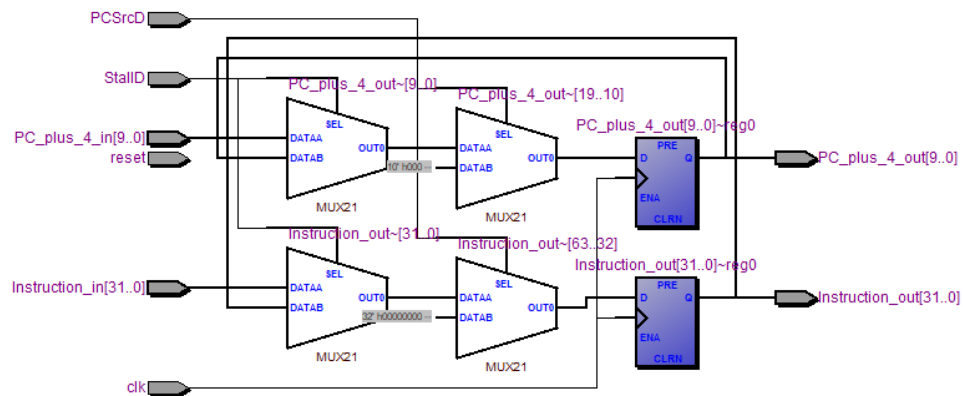 PCSrcD
StallD
PC_plus_4_out~[9..0]
PC_plus_4_out~[19..10]
PC_plus_4_out[9..0]~reg0
PC_plus_4_in[9..0]
reset
SEL
DATAA
DATAB
OUT0
MUX21
10' h000 --
SEL
DATAA
DATAB
OUT0
MUX21
PRE
D
Q
ENA
CLRN
PC_plus_4_out[9..0]
Instruction_out~[31..0]
Instruction_out~[63..32]
Instruction_out[31..0]~reg0
Instruction_in[31..0]
SEL
DATAA
DATAB
OUT0
MUX21
32' h00000000 --
SEL
DATAA
DATAB
OUT0
MUX21
PRE
D
Q
ENA
CLRN
Instruction_out[31..0]
clk